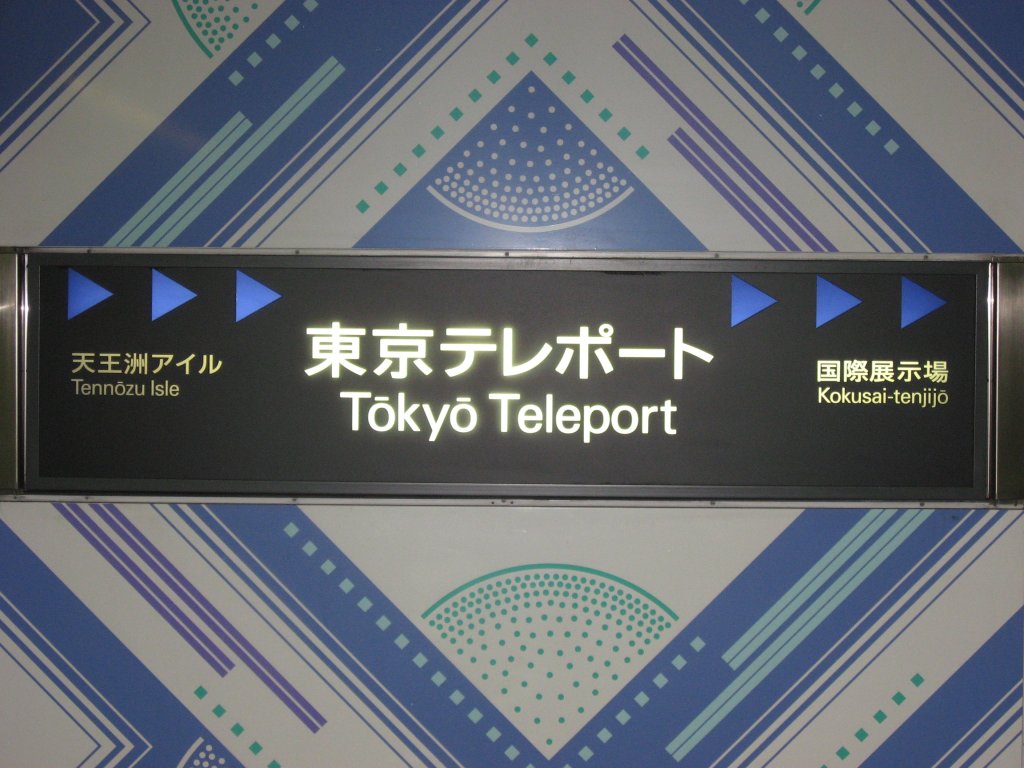 天王洲アイル
Tennōzu Isle
東京テレポート
Tōkyō Teleport
国際展示場
Kokusai-tenjijō